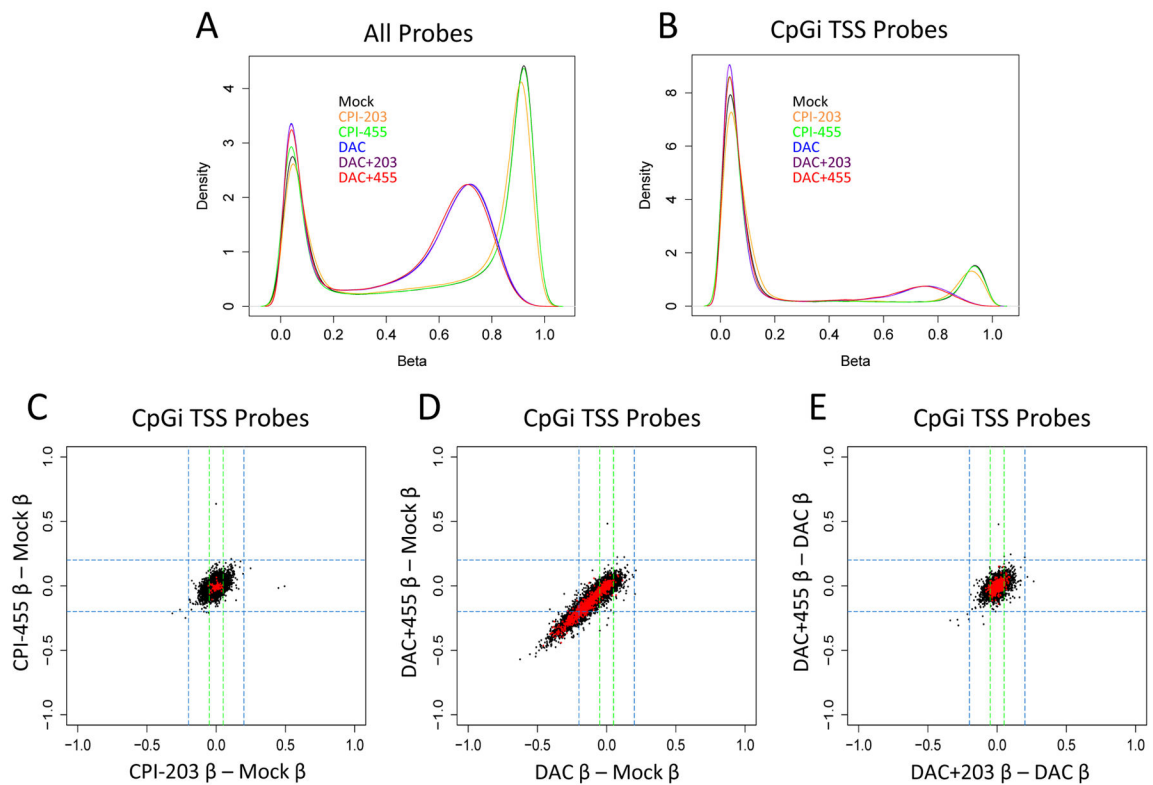 A
All Probes
Density
0
1
2
3
4
0.0
0.2
0.4
0.6
0.8
1.0
Beta
Mock
CPI-203
CPI-455
DAC
DAC+203
DAC+455
B
CpGi TSS Probes
Density
0
2
4
6
8
0.0
0.2
0.4
0.6
0.8
1.0
Beta
Mock
CPI-203
CPI-455
DAC
DAC+203
DAC+455
C
CpGi TSS Probes
CPI-455 β – Mock β
1.0
0.5
0.0
−0.5
−1.0
−1.0
−0.5
0.0
0.5
1.0
CPI-203 β – Mock β
D
CpGi TSS Probes
DAC+455 β – Mock β
1.0
0.5
0.0
−0.5
−1.0
−1.0
−0.5
0.0
0.5
1.0
DAC β – Mock β
E
CpGi TSS Probes
DAC+455 β – DAC β
1.0
0.5
0.0
−0.5
−1.0
−1.0
−0.5
0.0
0.5
1.0
DAC+203 β – DAC β